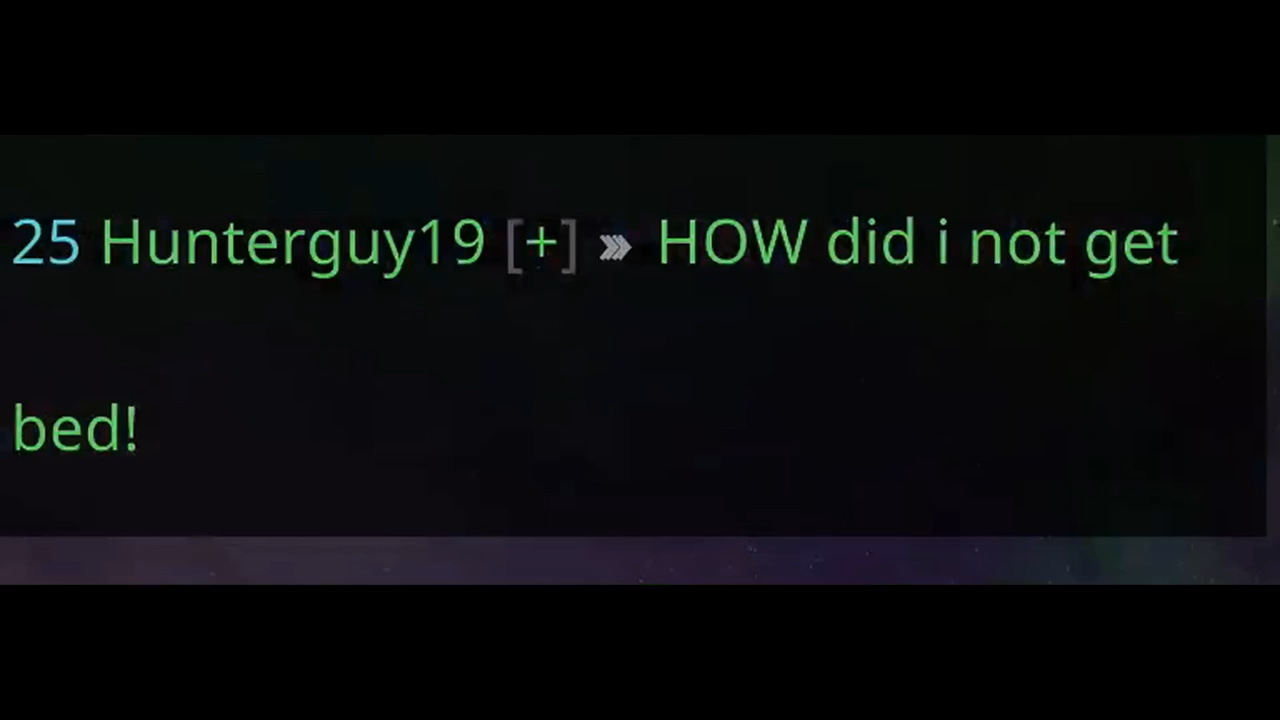 25 Hunterguy19 [+] »› HOW did i not get
bed!